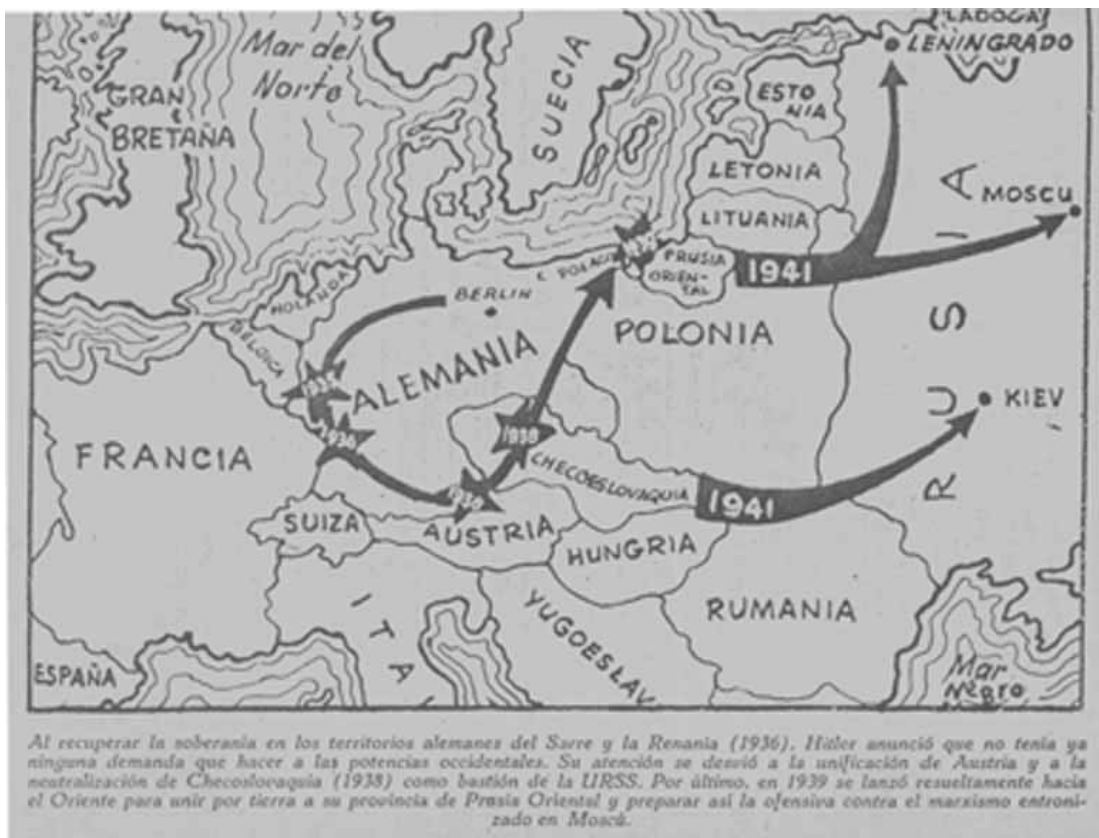 LADOGA
LENINGRADO
Mar del
Norte
GRAN
BRETAÑA
SUECIA
ESTO
NIA
LETONIA
LITUANIA
MOSCU
RUSIA
PRUSIA
ORIEN-
TAL
1941
HOLANDA
BELGICA
BERLIN
C. POLACO
ALEMANIA
POLONIA
KIEV
1936
1938
FRANCIA
CHECOESLOVAQUIA
1941
SUIZA
AUSTRIA
HUNGRIA
RUMANIA
ITA
YUGOESLAV
ESPAÑA
Mar
Negro
Al recuperar la soberanía en los territorios alemanes del Sarre y la Renania (1936), Hitler anunció que no tenía ya
ninguna demanda que hacer a las potencias occidentales. Su atención se desvió a la unificación de Austria y a la
neutralización de Checoslovaquia (1938) como bastión de la URSS. Por último, en 1939 se lanzó resueltamente hacia
el Oriente para unir por tierra a su provincia de Prusia Oriental y preparar así la ofensiva contra el marxismo entroni-
zado en Moscú.